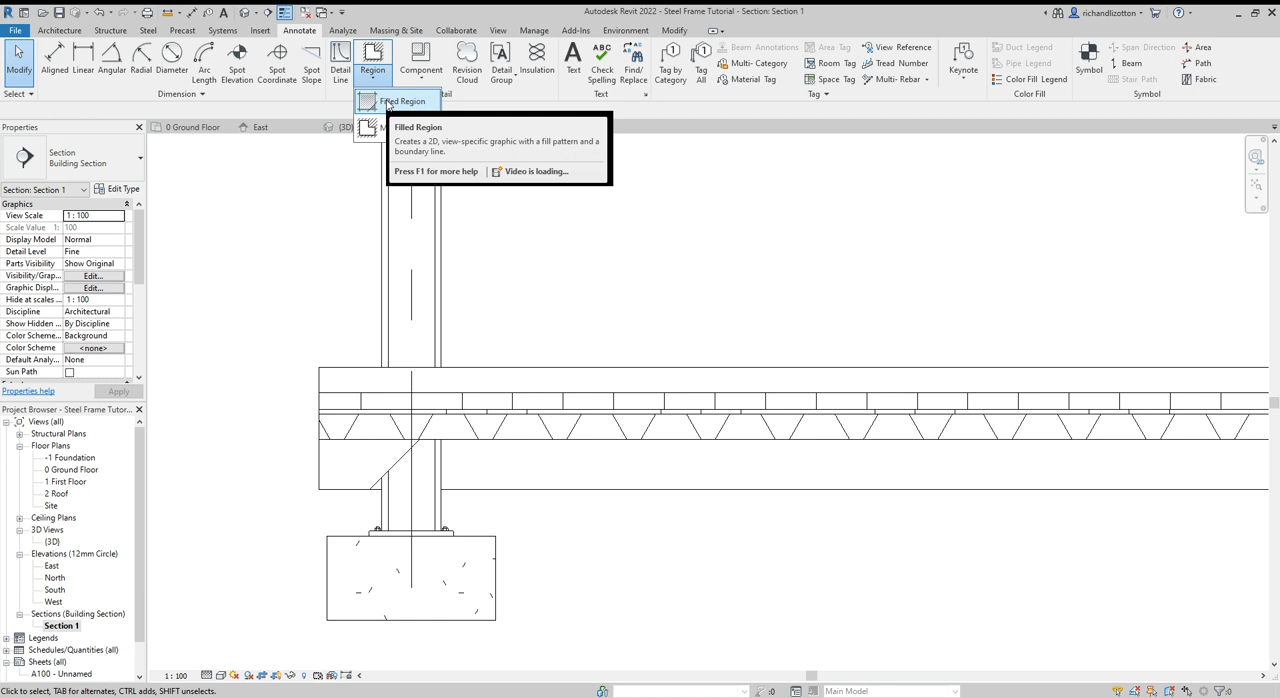 Autodesk Revit 2022 - Steel Frame Tutorial - Section: Section 1
richandlizotton
File Architecture Structure Steel Precast Systems Insert Annotate Analyze Massing & Site Collaborate View Manage Add-Ins Environment Modify
Modify
Aligned Linear Angular Radial Diameter Arc Length Spot Elevation Spot Coordinate Spot Slope
Detail Line Region Component Revision Cloud Detail Group Insulation
Text Check Spelling Find/ Replace
Tag by Category Tag All
Beam Annotations Area Tag View Reference
Multi- Category Room Tag Tread Number
Material Tag Space Tag Multi- Rebar
Keynote
Duct Legend
Pipe Legend
Color Fill Legend
Symbol
Span Direction Area
Beam Path
Stair Path Fabric
Select Dimension Text Tag Color Fill Symbol
Filled Region
Filled Region
Creates a 2D, view-specific graphic with a fill pattern and a
boundary line.
Press F1 for more help Video is loading...
0 Ground Floor East
Properties
Section
Building Section
Section: Section 1 Edit Type
Graphics
View Scale 1 : 100
Scale Value 1: 100
Display Model Normal
Detail Level Fine
Parts Visibility Show Original
Visibility/Grap... Edit...
Graphic Displ... Edit...
Hide at scales ... 1 : 100
Discipline Architectural
Show Hidden ... By Discipline
Color Scheme... Background
Color Scheme <none>
Default Analy... None
Sun Path
Properties help Apply
Project Browser - Steel Frame Tutor...
Views (all)
Structural Plans
Floor Plans
-1 Foundation
0 Ground Floor
1 First Floor
2 Roof
Site
Ceiling Plans
3D Views
{3D}
Elevations (12mm Circle)
East
North
South
West
Sections (Building Section)
Section 1
Legends
Schedules/Quantities (all)
Sheets (all)
A100 - Unnamed
1 : 100
Click to select, TAB for alternates, CTRL adds, SHIFT unselects.
:0 Main Model :0